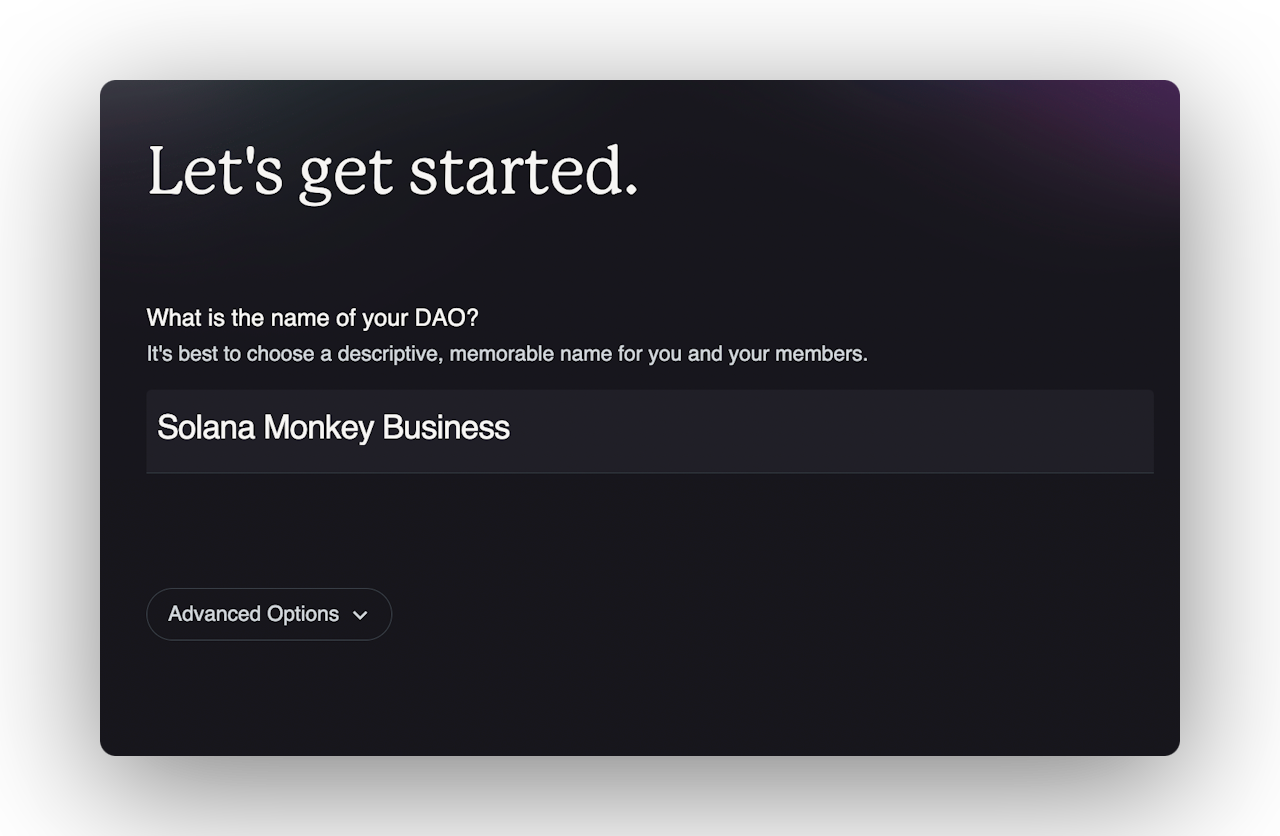 Let's get started.
What is the name of your DAO?
It's best to choose a descriptive, memorable name for you and your members.
Solana Monkey Business
Advanced Options